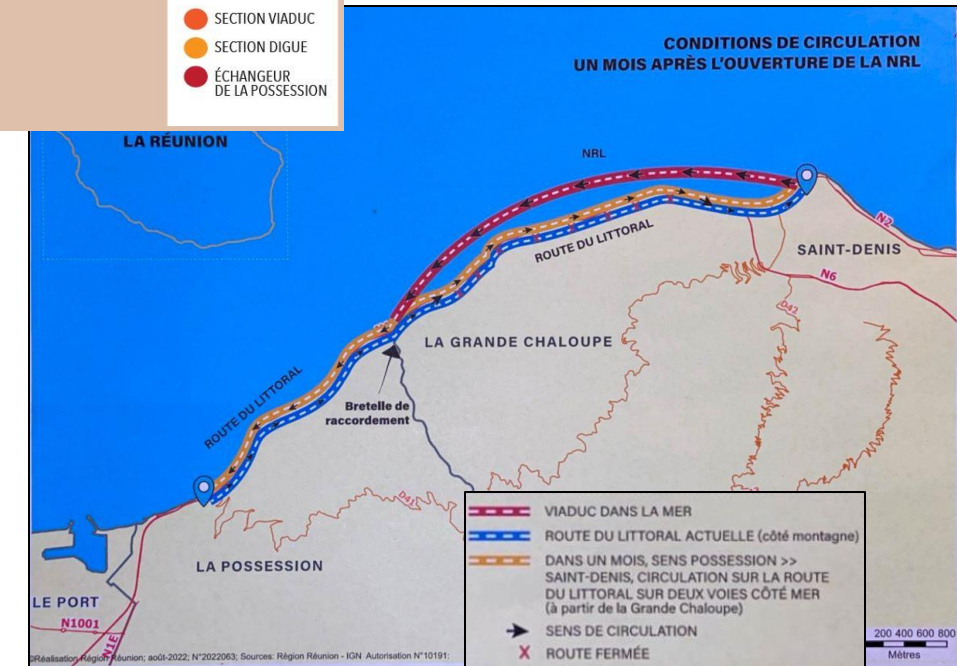 SECTION VIADUC
SECTION DIGUE
ÉCHANGEUR
DE LA POSSESSION
CONDITIONS DE CIRCULATION
UN MOIS APRÈS L'OUVERTURE DE LA NRL
LA RÉUNION
NRL
ROUTE DU LITTORAL
N2
SAINT-DENIS
N6
D42
LA GRANDE CHALOUPE
ROUTE DU LITTORAL
Bretelle de
raccordement
D41
LA POSSESSION
LE PORT
N1001
N1E
VIADUC DANS LA MER
ROUTE DU LITTORAL ACTUELLE (côté montagne)
DANS UN MOIS, SENS POSSESSION >>
SAINT-DENIS, CIRCULATION SUR LA ROUTE
DU LITTORAL SUR DEUX VOIES CÔTÉ MER
(à partir de la Grande Chaloupe)
SENS DE CIRCULATION
X ROUTE FERMÉE
200 400 600 800
Mètres
©Réalisation Région Réunion; août-2022; N°2022063; Sources: Région Réunion - IGN Autorisation N°10191: